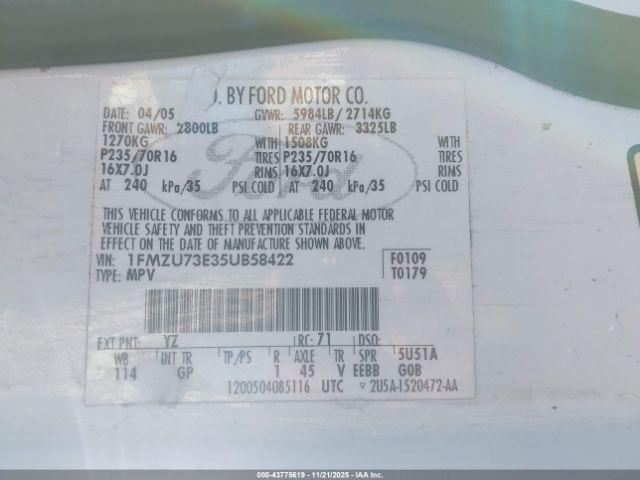 . BY FORD MOTOR CO.
DATE: 04/05 GVWR: 5984LB/ 2714KG
FRONT GAWR: 2800LB REAR GAWR: 3325LB
1270KG WITH 1508KG WITH
P235/70R16 TIRES P235/70R16 TIRES
16X7.0J RIMS 16X7.0J RIMS
AT 240 kPa/35 PSI COLD AT 240 kPa/35 PSI COLD
Ford
THIS VEHICLE CONFORMS TO ALL APPLICABLE FEDERAL MOTOR
VEHICLE SAFETY AND THEFT PREVENTION STANDARDS IN
EFFECT ON THE DATE OF MANUFACTURE SHOWN ABOVE.
VIN: 1FMZU73E35UB58422 F0109
TYPE: MPV T0179
EXT PNT: YZ RC: 71 DSO:
WB INT TR TP/PS R AXLE TR SPR 5U51A
114 GP 1 45 V EEBB GOB
1200504085116 UTC ▽ 2U5A-1520472-AA
000-43775619 - 11/21/2025 - IAA Inc.